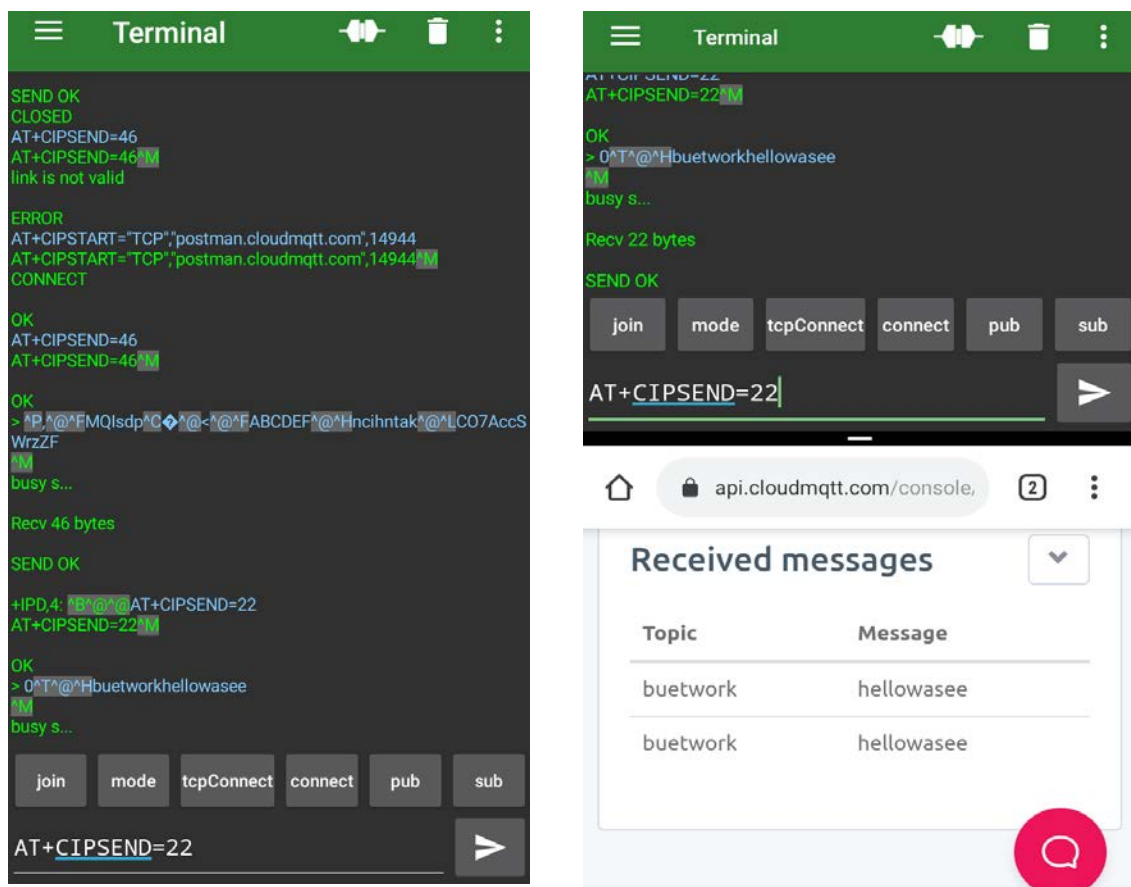 Terminal
SEND OK
CLOSED
AT+CIPSEND=46
AT+CIPSEND=46^M
link is not valid
ERROR
AT+CIPSTART="TCP","postman.cloudmqtt.com",14944
AT+CIPSTART="TCP","postman.cloudmqtt.com",14944^M
CONNECT
OK
AT+CIPSEND=46
AT+CIPSEND=46^M
OK
> ^P,^@^FMQIsdp^C�^@<^@^FABCDEF^@^Hncihntak^@^LCO7AccS
WrzZF
^M
busy s...
Recv 46 bytes
SEND OK
+IPD,4: ^B^@^@AT+CIPSEND=22
AT+CIPSEND=22^M
OK
> 0^T^@^Hbuetworkhellowasee
^M
busy s...
join mode tcpConnect connect pub sub
AT+CIPSEND=22
Terminal
AT+CIPSEND=22
AT+CIPSEND=22^M
OK
> 0^T^@^Hbuetworkhellowasee
^M
busy s...
Recv 22 bytes
SEND OK
join mode tcpConnect connect pub sub
AT+CIPSEND=22
api.cloudmqtt.com/console, 2
Received messages
Topic Message
buetwork hellowasee
buetwork hellowasee